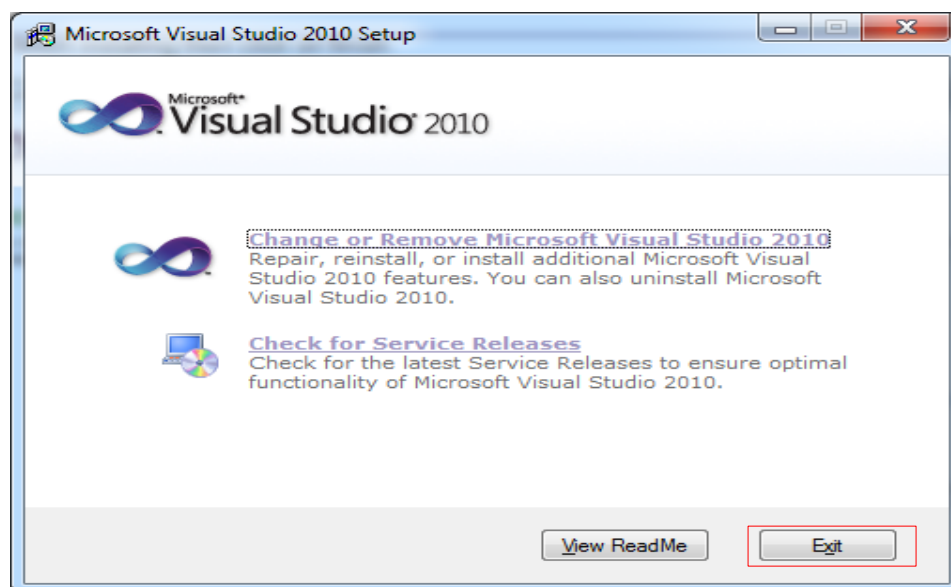 Microsoft Visual Studio 2010 Setup
Microsoft®
Visual Studio® 2010
Change or Remove Microsoft Visual Studio 2010
Repair, reinstall, or install additional Microsoft Visual
Studio 2010 features. You can also uninstall Microsoft
Visual Studio 2010.
Check for Service Releases
Check for the latest Service Releases to ensure optimal
functionality of Microsoft Visual Studio 2010.
View ReadMe
Exit